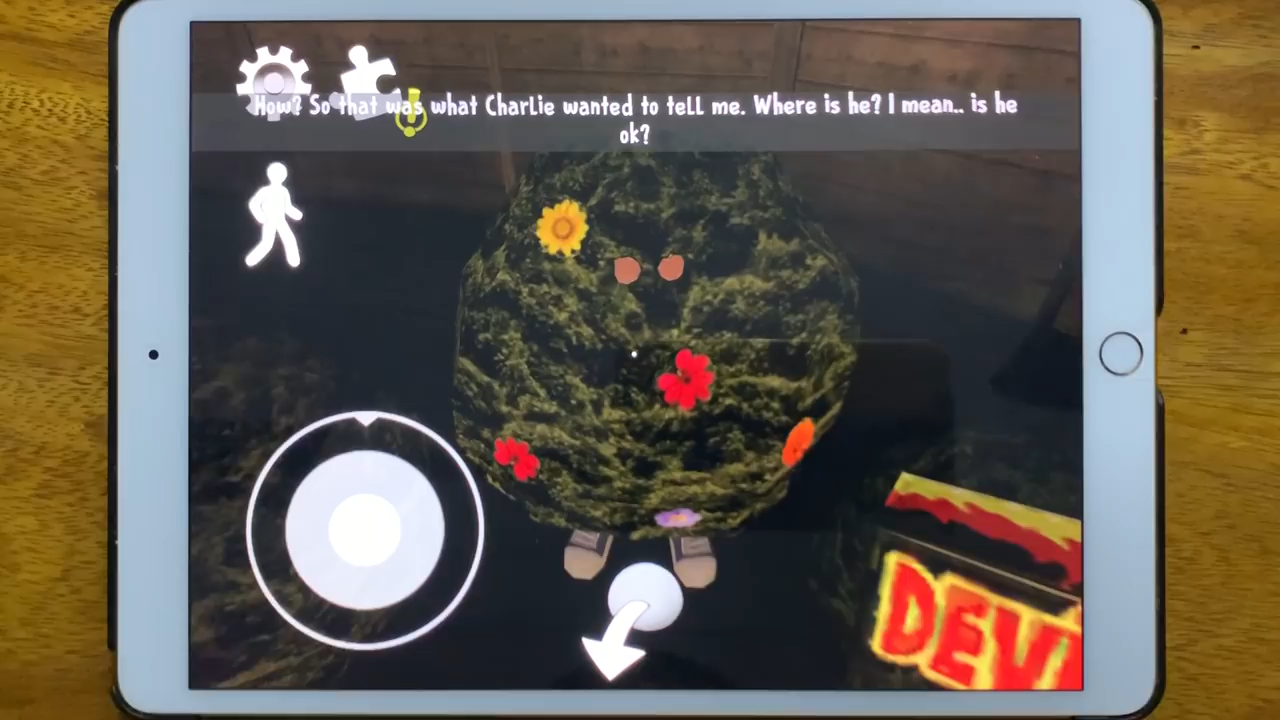 How? So that was what Charlie wanted to tell me. Where is he? I mean.. is he
ok?
DEV